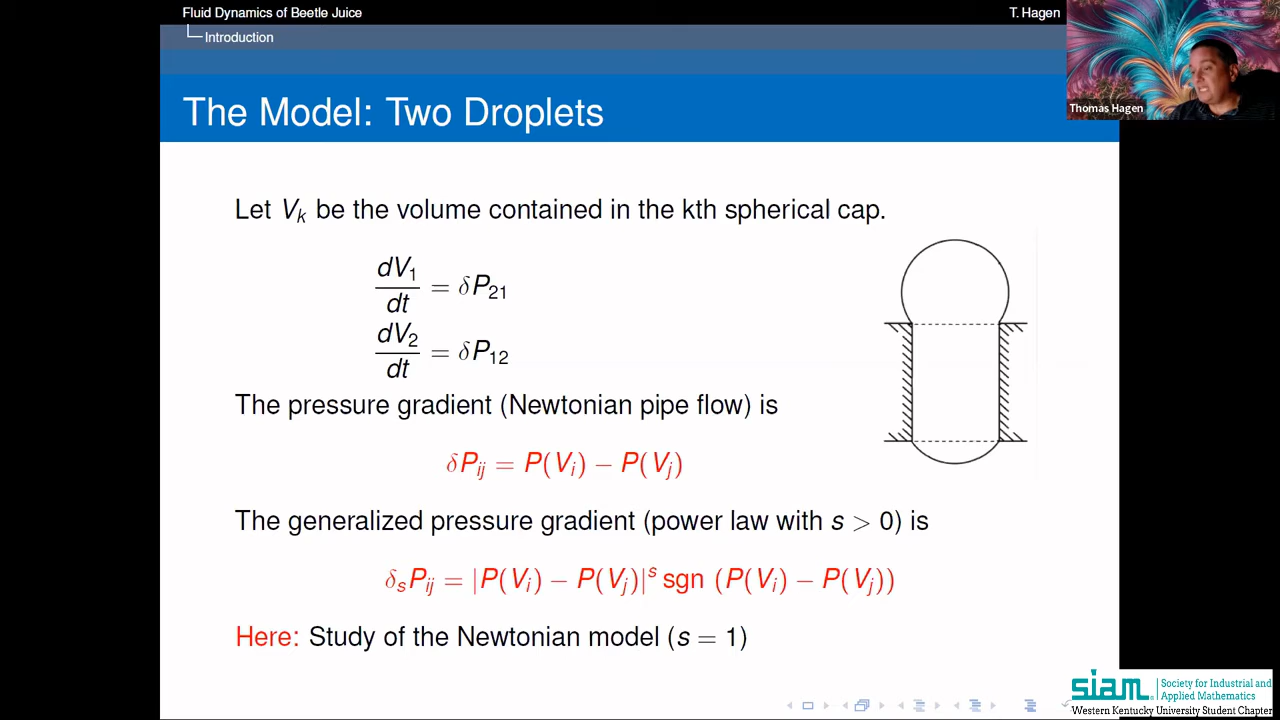 Fluid Dynamics of Beetle Juice
T. Hagen
Introduction
Thomas Hagen
The Model: Two Droplets
Let V_k be the volume contained in the kth spherical cap.
dV_1/dt = δP_21
dV_2/dt = δP_12
The pressure gradient (Newtonian pipe flow) is
δP_ij = P(V_i) − P(V_j)
The generalized pressure gradient (power law with s > 0) is
δ_sP_ij = |P(V_i) − P(V_j)|^s sgn (P(V_i) − P(V_j))
Here: Study of the Newtonian model (s = 1)
siam.
Society for Industrial and
Applied Mathematics
Western Kentucky University Student Chapter